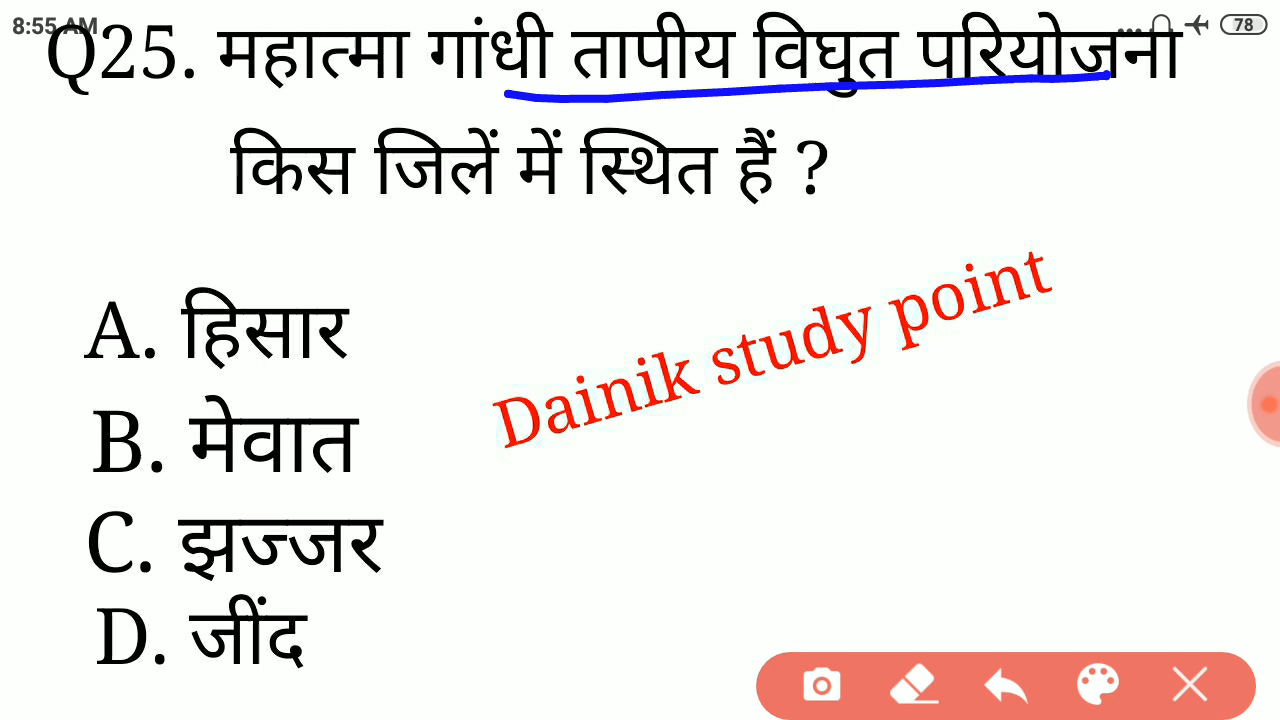 8:55 AM
78
Q25. महात्मा गांधी तापीय विघुत परियोजना
किस जिलें में स्थित हैं ?
A. हिसार
Dainik study point
B. मेवात
C. झज्जर
D. जींद